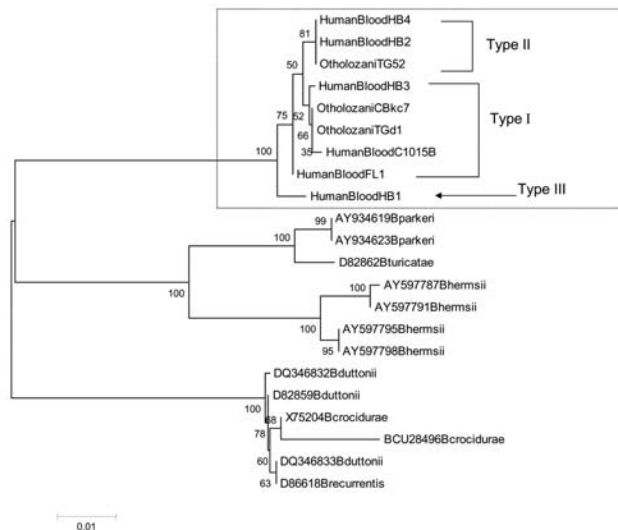 HumanBloodHB4
81
HumanBloodHB2
Type II
OtholozaniTG52
50
HumanBloodHB3
OtholozaniCBkc7
75
52
Type I
OtholozaniTGd1
66
35
HumanBloodC1015B
100
HumanBloodFL1
HumanBloodHB1
Type III
AY934619Bparkeri
99
AY934623Bparkeri
100
D82862Bturicatae
100
AY597787Bhermsii
100
AY597791Bhermsii
100
AY597795Bhermsii
95
AY597798Bhermsii
DQ346832Bduttonii
D82859Bduttonii
100
68
X75204Bcrocidurae
78
BCU28496Bcrocidurae
60
DQ346833Bduttonii
63
D86618Brecurrentis
0.01